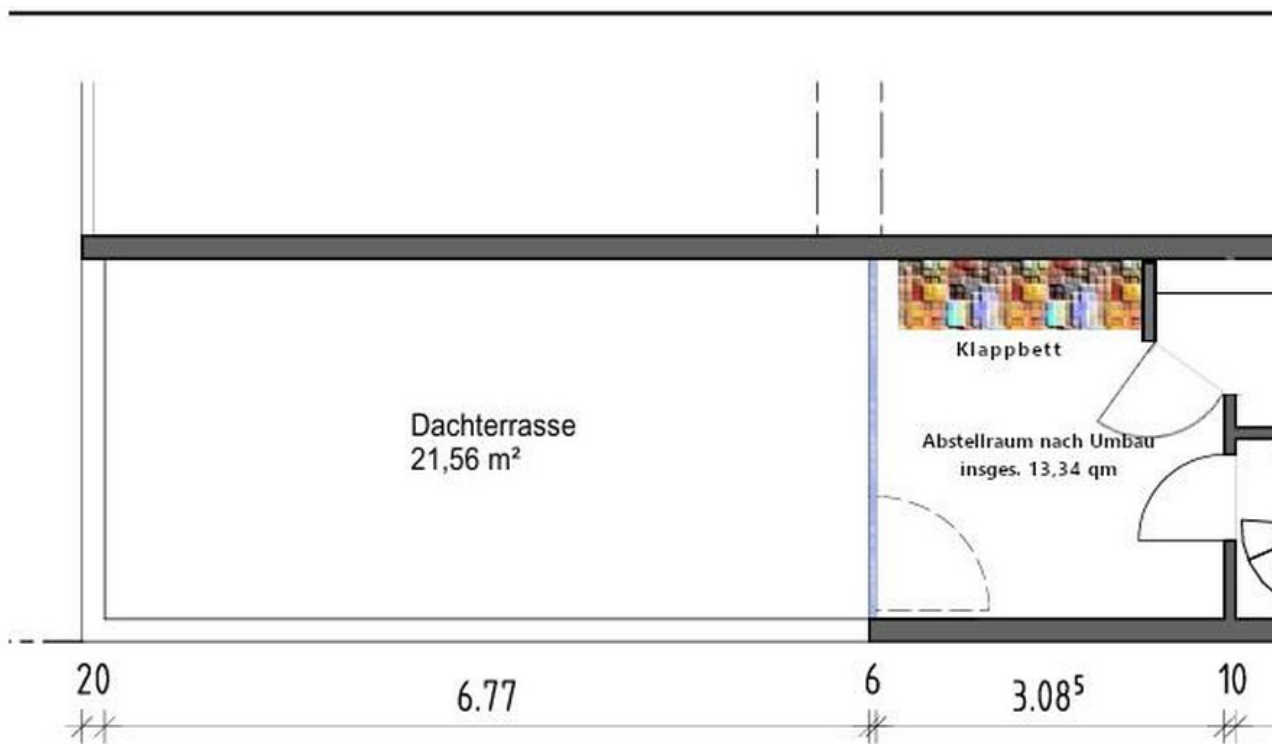 Klappbett
Dachterrasse
21,56 m²
Abstellraum nach Umbau
insges. 13,34 qm
20
6.77
6
3.08⁵
10